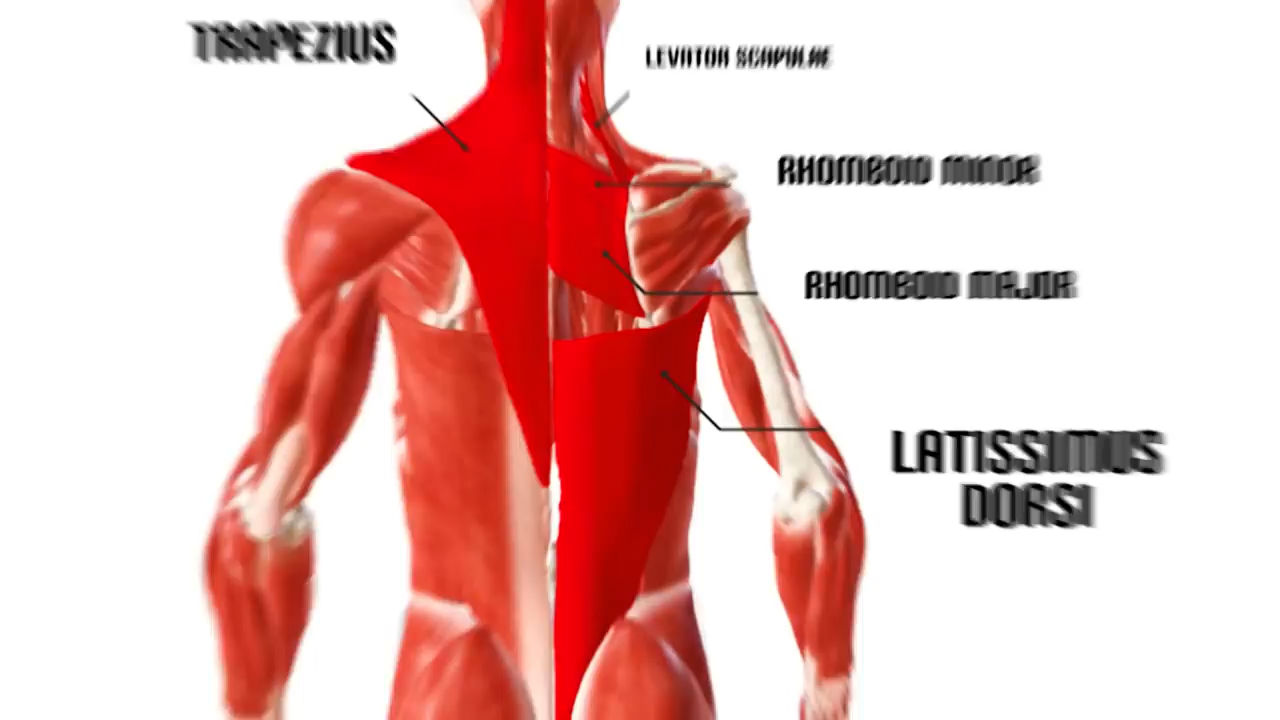 TRAPEZIUS
LEVATOR SCAPULAE
RHOMBOID MINOR
RHOMBOID MAJOR
LATISSIMUS
DORSI